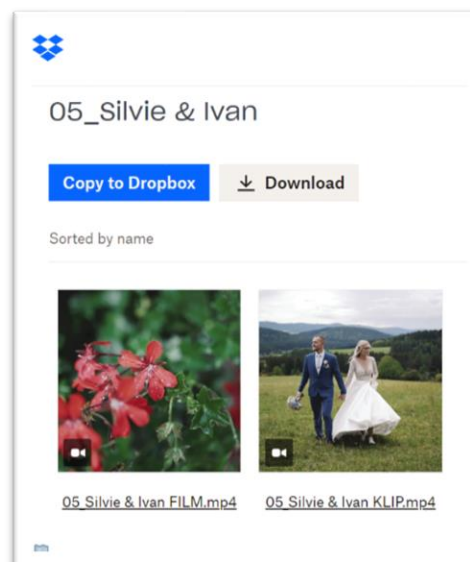 05_Silvie & Ivan
Copy to Dropbox
Download
Sorted by name
05_Silvie & Ivan FILM.mp4
05_Silvie & Ivan KLIP.mp4